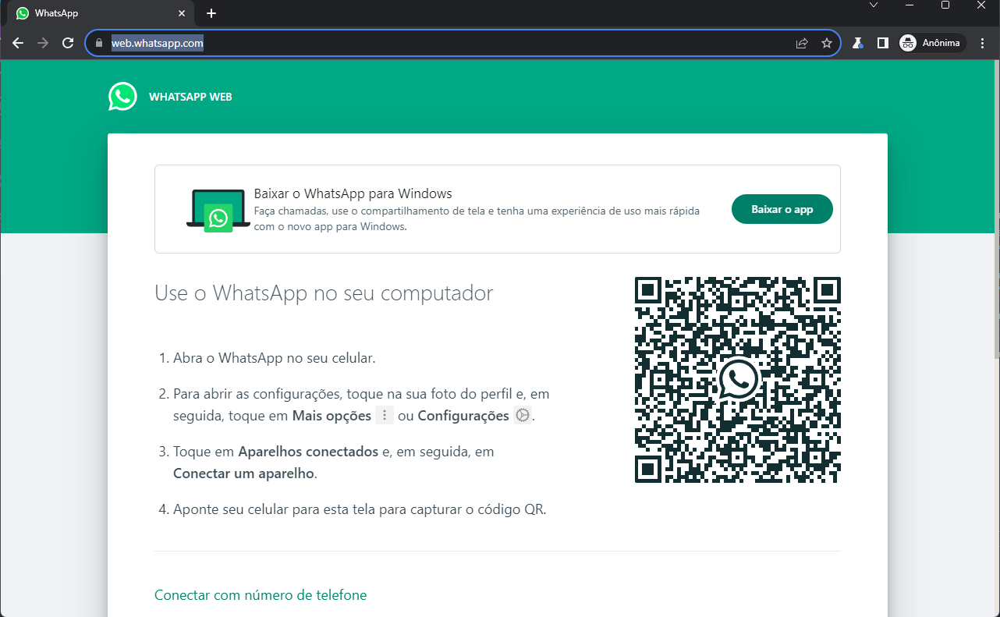 WhatsApp
web.whatsapp.com
Anônima
WHATSAPP WEB
Baixar o WhatsApp para Windows
Faça chamadas, use o compartilhamento de tela e tenha uma experiência de uso mais rápida
com o novo app para Windows.
Baixar o app
Use o WhatsApp no seu computador
1. Abra o WhatsApp no seu celular.
2. Para abrir as configurações, toque na sua foto do perfil e, em
seguida, toque em Mais opções ou Configurações .
3. Toque em Aparelhos conectados e, em seguida, em
Conectar um aparelho.
4. Aponte seu celular para esta tela para capturar o código QR.
Conectar com número de telefone